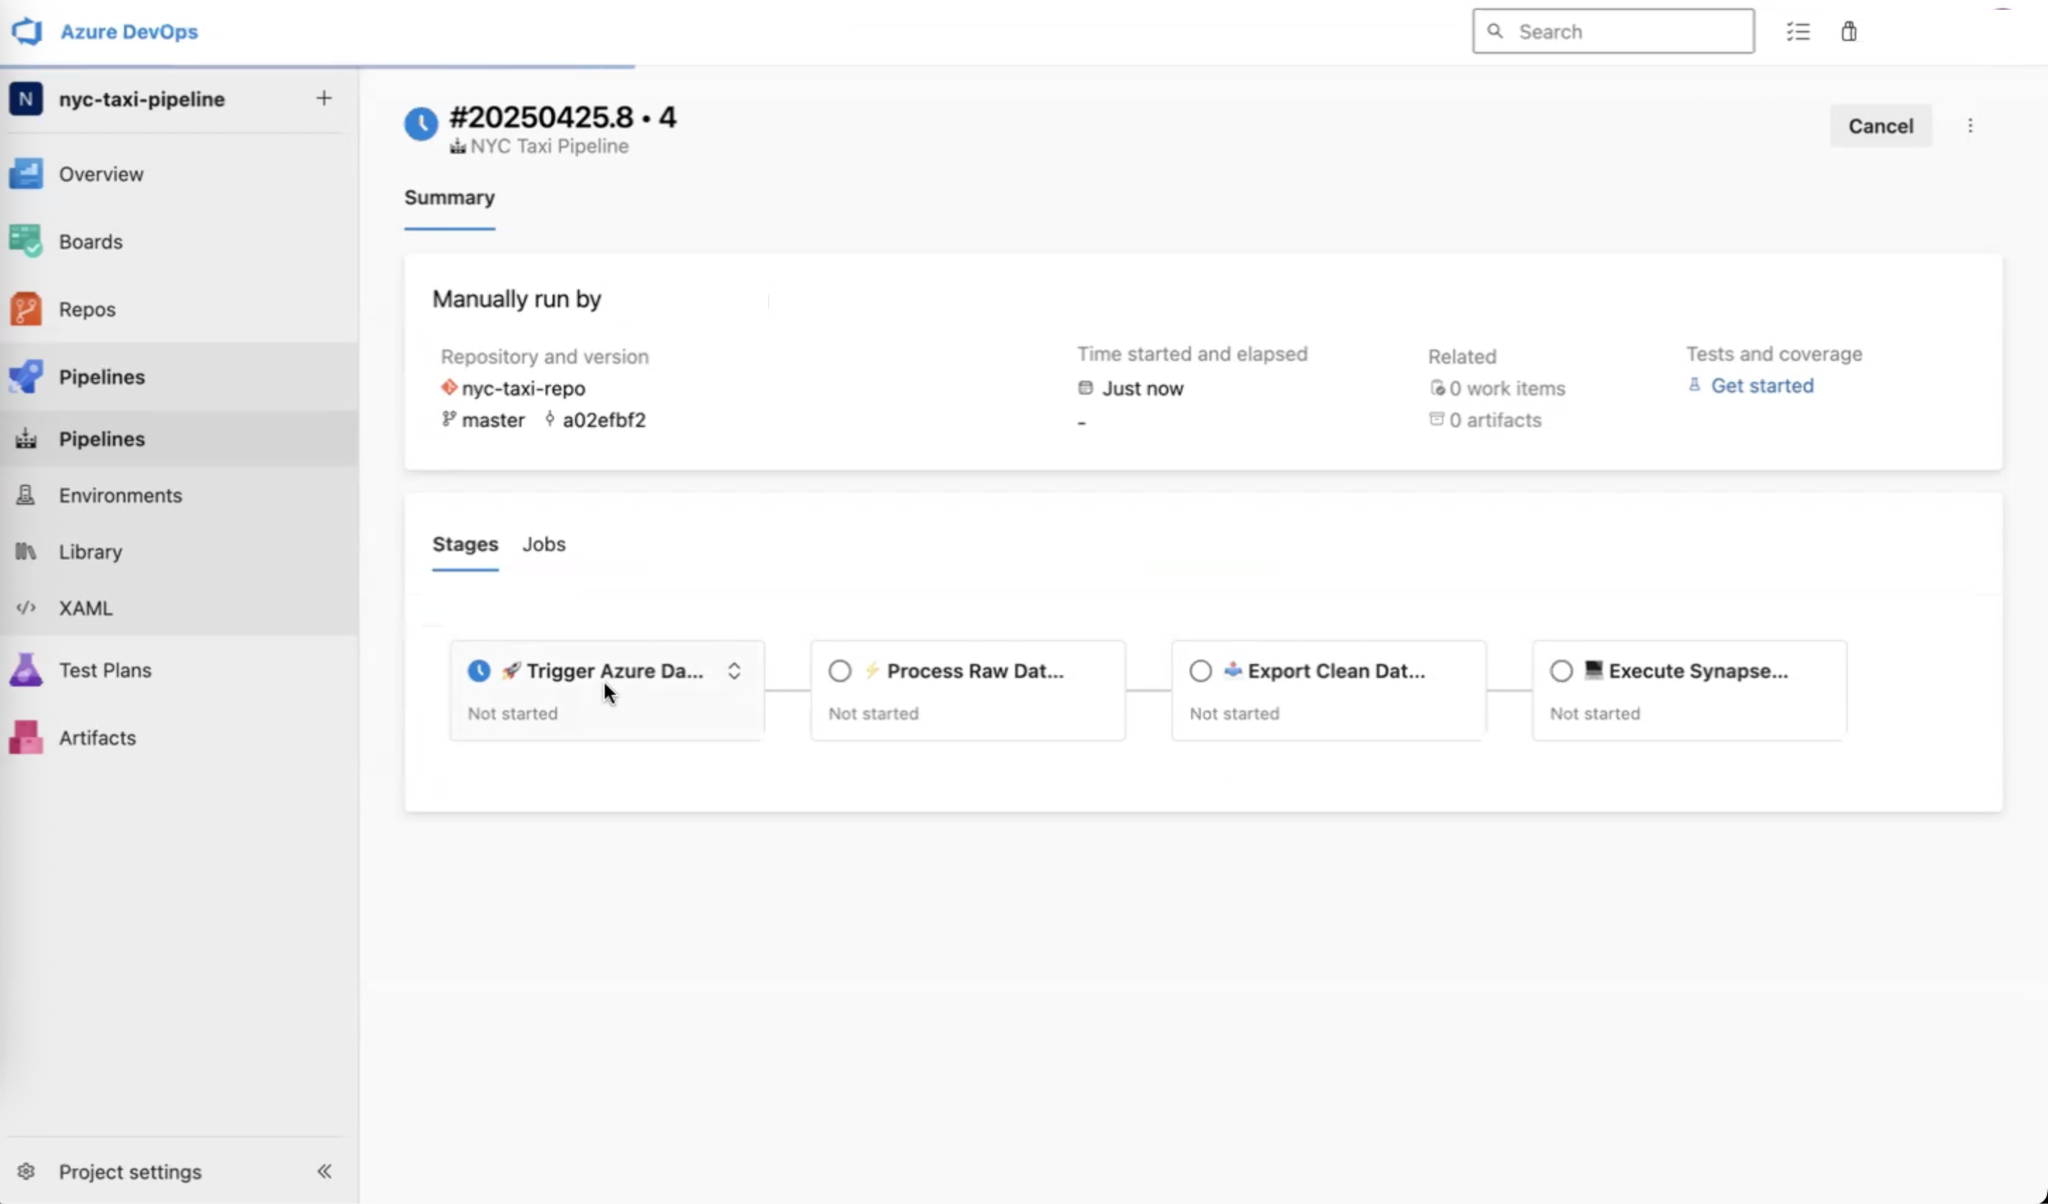 Azure DevOps
Search
N nyc-taxi-pipeline +
Overview
Boards
Repos
Pipelines
Pipelines
Environments
Library
XAML
Test Plans
Artifacts
Project settings
#20250425.8 • 4
NYC Taxi Pipeline
Cancel
Summary
Manually run by
Repository and version
nyc-taxi-repo
master a02efbf2
Time started and elapsed
Just now
-
Related
0 work items
0 artifacts
Tests and coverage
Get started
Stages Jobs
🚀 Trigger Azure Da...
Not started
⚡ Process Raw Dat...
Not started
📤 Export Clean Dat...
Not started
💻 Execute Synapse...
Not started